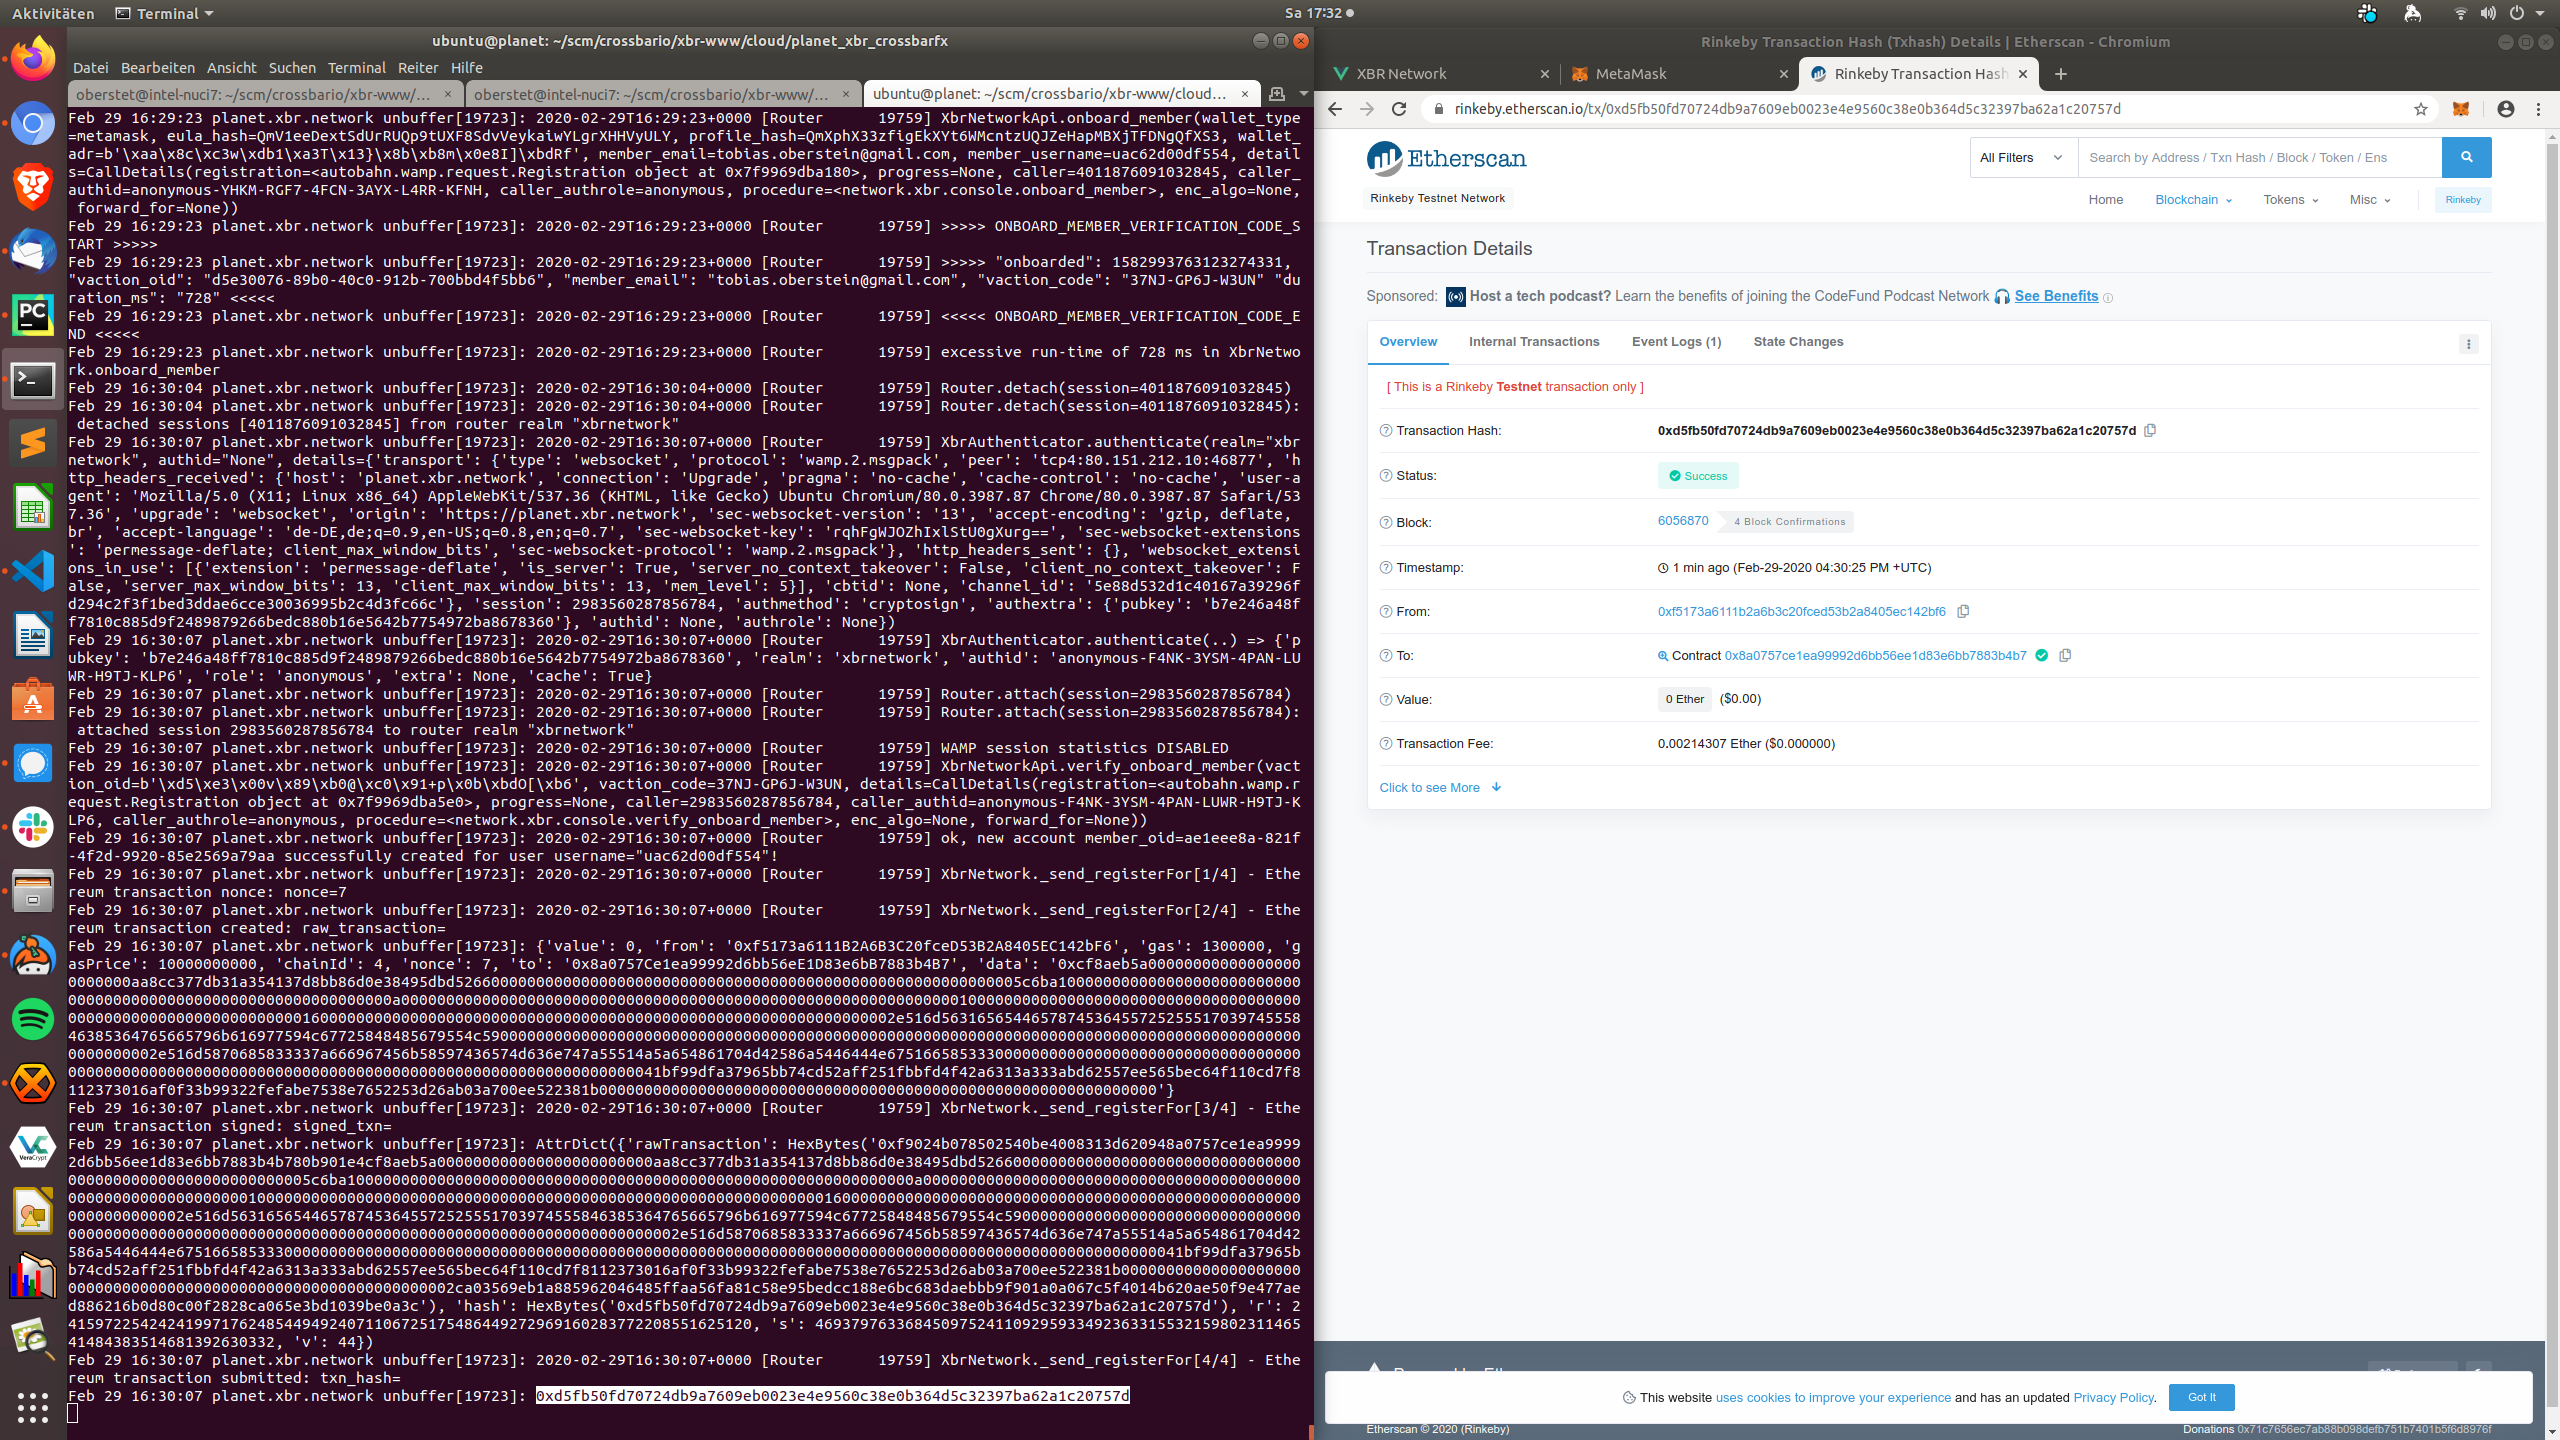 Aktivitäten
Terminal
Sa 17:32
ubuntu@planet: ~/scm/crossbario/xbr-www/cloud/planet_xbr_crossbarfx
Datei Bearbeiten Ansicht Suchen Terminal Reiter Hilfe
oberstet@intel-nuci7: ~/scm/crossbario/xbr-www/... ×
oberstet@intel-nuci7: ~/scm/crossbario/xbr-www/... ×
ubuntu@planet: ~/scm/crossbario/xbr-www/cloud... ×
Feb 29 16:29:23 planet.xbr.network unbuffer[19723]: 2020-02-29T16:29:23+0000 [Router      19759] XbrNetworkApi.onboard_member(wallet_type
=metamask, eula_hash=QmV1eeDextSdUrRUQp9tUXF8SdvVeykaiwYLgrXHHVyULY, profile_hash=QmXphX33zfigEkXYt6WMcntzUQJZeHapMBXjTFDNgQfXS3, wallet_
adr=b'\xaa\x8c\xc3w\xdb1\xa3T\x13}\x8b\xb8m\x0e8I]\xbdRf', member_email=tobias.oberstein@gmail.com, member_username=uac62d00df554, detail
s=CallDetails(registration=<autobahn.wamp.request.Registration object at 0x7f9969dba180>, progress=None, caller=4011876091032845, caller_
authid=anonymous-YHKM-RGF7-4FCN-3AYX-L4RR-KFNH, caller_authrole=anonymous, procedure=<network.xbr.console.onboard_member>, enc_algo=None,
 forward_for=None))
Feb 29 16:29:23 planet.xbr.network unbuffer[19723]: 2020-02-29T16:29:23+0000 [Router      19759] >>>>> ONBOARD_MEMBER_VERIFICATION_CODE_S
TART >>>>>
Feb 29 16:29:23 planet.xbr.network unbuffer[19723]: 2020-02-29T16:29:23+0000 [Router      19759] >>>>> "onboarded": 1582993763123274331,
"vaction_oid": "d5e30076-89b0-40c0-912b-700bbd4f5bb6", "member_email": "tobias.oberstein@gmail.com", "vaction_code": "37NJ-GP6J-W3UN" "du
ration_ms": "728" <<<<<
Feb 29 16:29:23 planet.xbr.network unbuffer[19723]: 2020-02-29T16:29:23+0000 [Router      19759] <<<<< ONBOARD_MEMBER_VERIFICATION_CODE_E
ND <<<<<
Feb 29 16:29:23 planet.xbr.network unbuffer[19723]: 2020-02-29T16:29:23+0000 [Router      19759] excessive run-time of 728 ms in XbrNetwo
rk.onboard_member
Feb 29 16:30:04 planet.xbr.network unbuffer[19723]: 2020-02-29T16:30:04+0000 [Router      19759] Router.detach(session=4011876091032845)
Feb 29 16:30:04 planet.xbr.network unbuffer[19723]: 2020-02-29T16:30:04+0000 [Router      19759] Router.detach(session=4011876091032845):
 detached sessions [4011876091032845] from router realm "xbrnetwork"
Feb 29 16:30:07 planet.xbr.network unbuffer[19723]: 2020-02-29T16:30:07+0000 [Router      19759] XbrAuthenticator.authenticate(realm="xbr
network", authid="None", details={'transport': {'type': 'websocket', 'protocol': 'wamp.2.msgpack', 'peer': 'tcp4:80.151.212.10:46877', 'h
ttp_headers_received': {'host': 'planet.xbr.network', 'connection': 'Upgrade', 'pragma': 'no-cache', 'cache-control': 'no-cache', 'user-a
gent': 'Mozilla/5.0 (X11; Linux x86_64) AppleWebKit/537.36 (KHTML, like Gecko) Ubuntu Chromium/80.0.3987.87 Chrome/80.0.3987.87 Safari/53
7.36', 'upgrade': 'websocket', 'origin': 'https://planet.xbr.network', 'sec-websocket-version': '13', 'accept-encoding': 'gzip, deflate,
br', 'accept-language': 'de-DE,de;q=0.9,en-US;q=0.8,en;q=0.7', 'sec-websocket-key': 'rqhFgWJOZhIxlStU0gXurg==', 'sec-websocket-extensions
': 'permessage-deflate; client_max_window_bits', 'sec-websocket-protocol': 'wamp.2.msgpack'}, 'http_headers_sent': {}, 'websocket_extensi
ons_in_use': [{'extension': 'permessage-deflate', 'is_server': True, 'server_no_context_takeover': False, 'client_no_context_takeover': F
alse, 'server_max_window_bits': 13, 'client_max_window_bits': 13, 'mem_level': 5}], 'cbtid': None, 'channel_id': '5e88d532d1c40167a39296f
d294c2f3f1bed3ddae6cce30036995b2c4d3fc66c'}, 'session': 2983560287856784, 'authmethod': 'cryptosign', 'authextra': {'pubkey': 'b7e246a48f
f7810c885d9f2489879266bedc880b16e5642b7754972ba8678360'}, 'authid': None, 'authrole': None})
Feb 29 16:30:07 planet.xbr.network unbuffer[19723]: 2020-02-29T16:30:07+0000 [Router      19759] XbrAuthenticator.authenticate(..) => {'p
ubkey': 'b7e246a48ff7810c885d9f2489879266bedc880b16e5642b7754972ba8678360', 'realm': 'xbrnetwork', 'authid': 'anonymous-F4NK-3YSM-4PAN-LU
WR-H9TJ-KLP6', 'role': 'anonymous', 'extra': None, 'cache': True}
Feb 29 16:30:07 planet.xbr.network unbuffer[19723]: 2020-02-29T16:30:07+0000 [Router      19759] Router.attach(session=2983560287856784)
Feb 29 16:30:07 planet.xbr.network unbuffer[19723]: 2020-02-29T16:30:07+0000 [Router      19759] Router.attach(session=2983560287856784):
 attached session 2983560287856784 to router realm "xbrnetwork"
Feb 29 16:30:07 planet.xbr.network unbuffer[19723]: 2020-02-29T16:30:07+0000 [Router      19759] WAMP session statistics DISABLED
Feb 29 16:30:07 planet.xbr.network unbuffer[19723]: 2020-02-29T16:30:07+0000 [Router      19759] XbrNetworkApi.verify_onboard_member(vact
ion_oid=b'\xd5\xe3\x00v\x89\xb0@\xc0\x91+p\x0b\xbdO[\xb6', vaction_code=37NJ-GP6J-W3UN, details=CallDetails(registration=<autobahn.wamp.r
equest.Registration object at 0x7f9969dba5e0>, progress=None, caller=2983560287856784, caller_authid=anonymous-F4NK-3YSM-4PAN-LUWR-H9TJ-K
LP6, caller_authrole=anonymous, procedure=<network.xbr.console.verify_onboard_member>, enc_algo=None, forward_for=None))
Feb 29 16:30:07 planet.xbr.network unbuffer[19723]: 2020-02-29T16:30:07+0000 [Router      19759] ok, new account member_oid=ae1eee8a-821f
-4f2d-9920-85e2569a79aa successfully created for user username="uac62d00df554"!
Feb 29 16:30:07 planet.xbr.network unbuffer[19723]: 2020-02-29T16:30:07+0000 [Router      19759] XbrNetwork._send_registerFor[1/4] - Ethe
reum transaction nonce: nonce=7
Feb 29 16:30:07 planet.xbr.network unbuffer[19723]: 2020-02-29T16:30:07+0000 [Router      19759] XbrNetwork._send_registerFor[2/4] - Ethe
reum transaction created: raw_transaction=
Feb 29 16:30:07 planet.xbr.network unbuffer[19723]: {'value': 0, 'from': '0xf5173a6111B2A6B3C20fceD53B2A8405EC142bF6', 'gas': 1300000, 'g
asPrice': 10000000000, 'chainId': 4, 'nonce': 7, 'to': '0x8a0757Ce1ea99992d6bb56eE1D83e6bB7883b4B7', 'data':
Feb 29 16:30:07 planet.xbr.network unbuffer[19723]: 2020-02-29T16:30:07+0000 [Router      19759] XbrNetwork._send_registerFor[3/4] - Ethe
reum transaction signed: signed_txn=
Feb 29 16:30:07 planet.xbr.network unbuffer[19723]: AttrDict({'rawTransaction':
'hash': HexBytes('0xd5fb50fd70724db9a7609eb0023e4e9560c38e0b364d5c32397ba62a1c20757d'), 'r': 2
'v': 44})
Feb 29 16:30:07 planet.xbr.network unbuffer[19723]: 2020-02-29T16:30:07+0000 [Router      19759] XbrNetwork._send_registerFor[4/4] - Ethe
reum transaction submitted: txn_hash=
Feb 29 16:30:07 planet.xbr.network unbuffer[19723]: 0xd5fb50fd70724db9a7609eb0023e4e9560c38e0b364d5c32397ba62a1c20757d
Rinkeby Transaction Hash (Txhash) Details | Etherscan - Chromium
XBR Network
MetaMask
Rinkeby Transaction Hash
rinkeby.etherscan.io/tx/0xd5fb50fd70724db9a7609eb0023e4e9560c38e0b364d5c32397ba62a1c20757d
Etherscan
All Filters
Search by Address / Txn Hash / Block / Token / Ens
Rinkeby Testnet Network
Home Blockchain Tokens Misc Rinkeby
Transaction Details
Sponsored: Host a tech podcast? Learn the benefits of joining the CodeFund Podcast Network See Benefits
Overview Internal Transactions Event Logs (1) State Changes
[ This is a Rinkeby Testnet transaction only ]
Transaction Hash: 0xd5fb50fd70724db9a7609eb0023e4e9560c38e0b364d5c32397ba62a1c20757d
Status: Success
Block: 6056870 4 Block Confirmations
Timestamp: 1 min ago (Feb-29-2020 04:30:25 PM +UTC)
From: 0xf5173a6111b2a6b3c20fced53b2a8405ec142bf6
To: Contract 0x8a0757ce1ea99992d6bb56ee1d83e6bb7883b4b7
Value: 0 Ether ($0.00)
Transaction Fee: 0.00214307 Ether ($0.000000)
Click to see More
This website uses cookies to improve your experience and has an updated Privacy Policy. Got It
Etherscan © 2020 (Rinkeby)
Donations 0x71c7656ec7ab88b098defb751b7401b5f6d8976f
PC
VC
VeraCrypt